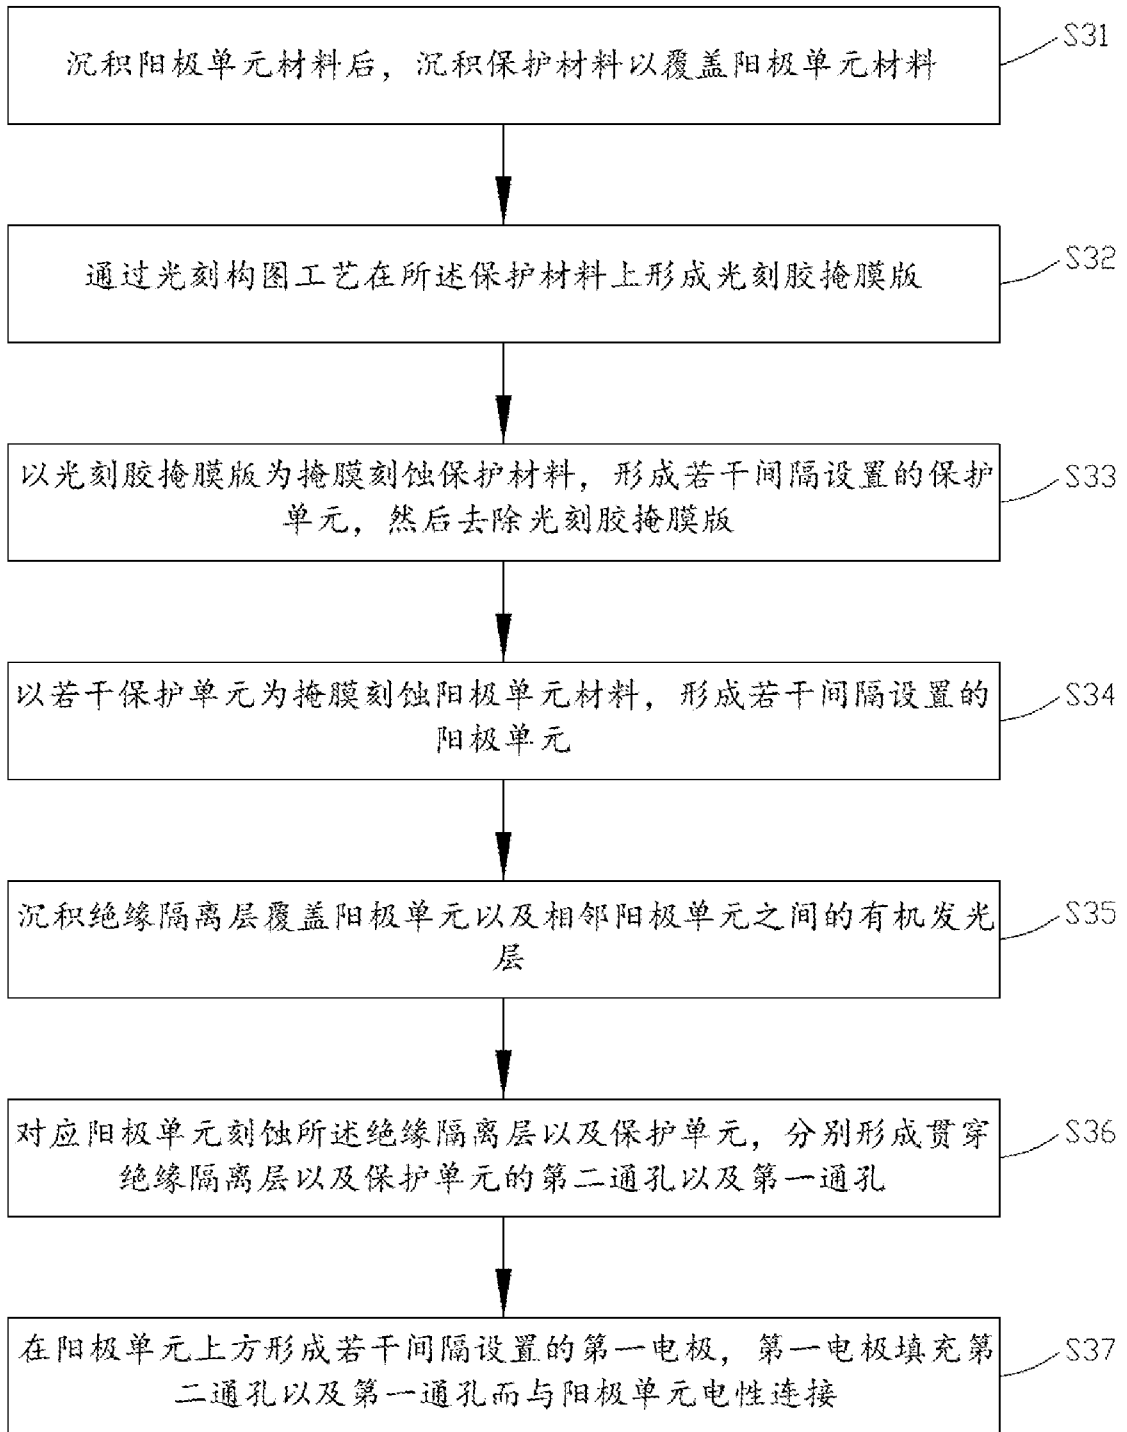 沉积阳极单元材料后，沉积保护材料以覆盖阳极单元材料
S31
通过光刻构图工艺在所述保护材料上形成光刻胶掩膜版
S32
以光刻胶掩膜版为掩膜刻蚀保护材料，形成若干间隔设置的保护
单元，然后去除光刻胶掩膜版
S33
以若干保护单元为掩膜刻蚀阳极单元材料，形成若干间隔设置的
阳极单元
S34
沉积绝缘隔离层覆盖阳极单元以及相邻阳极单元之间的有机发光
层
S35
对应阳极单元刻蚀所述绝缘隔离层以及保护单元，分别形成贯穿
绝缘隔离层以及保护单元的第二通孔以及第一通孔
S36
在阳极单元上方形成若干间隔设置的第一电极，第一电极填充第
二通孔以及第一通孔而与阳极单元电性连接
S37